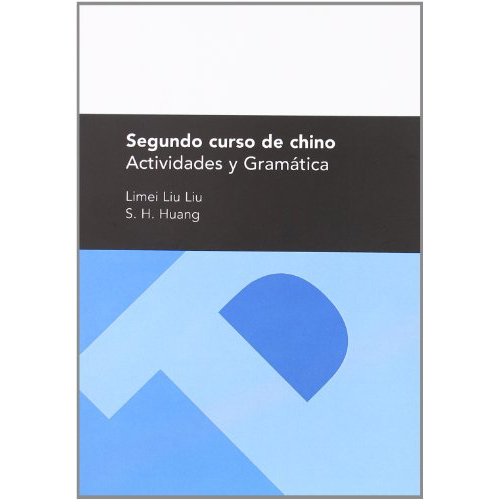 Segundo curso de chino
Actividades y Gramática
Limei Liu Liu
S. H. Huang